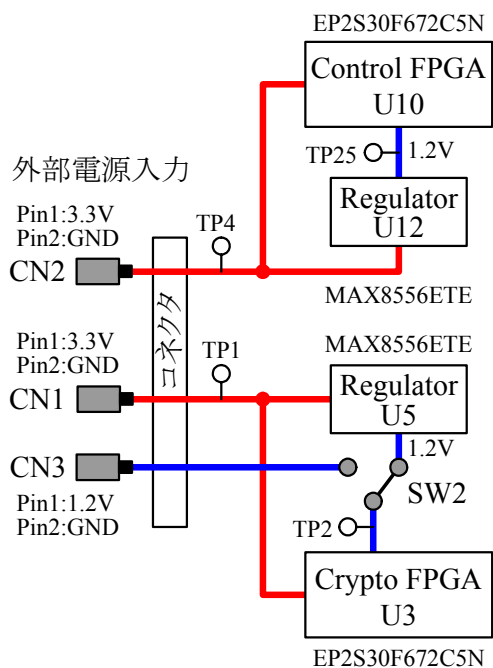 EP2S30F672C5N
Control FPGA
U10
TP25
1.2V
外部電源入力
Pin1:3.3V
Pin2:GND
CN2
TP4
Regulator
U12
MAX8556ETE
コネクタ
Pin1:3.3V
Pin2:GND
CN1
TP1
MAX8556ETE
Regulator
U5
1.2V
CN3
Pin1:1.2V
Pin2:GND
SW2
TP2
Crypto FPGA
U3
EP2S30F672C5N